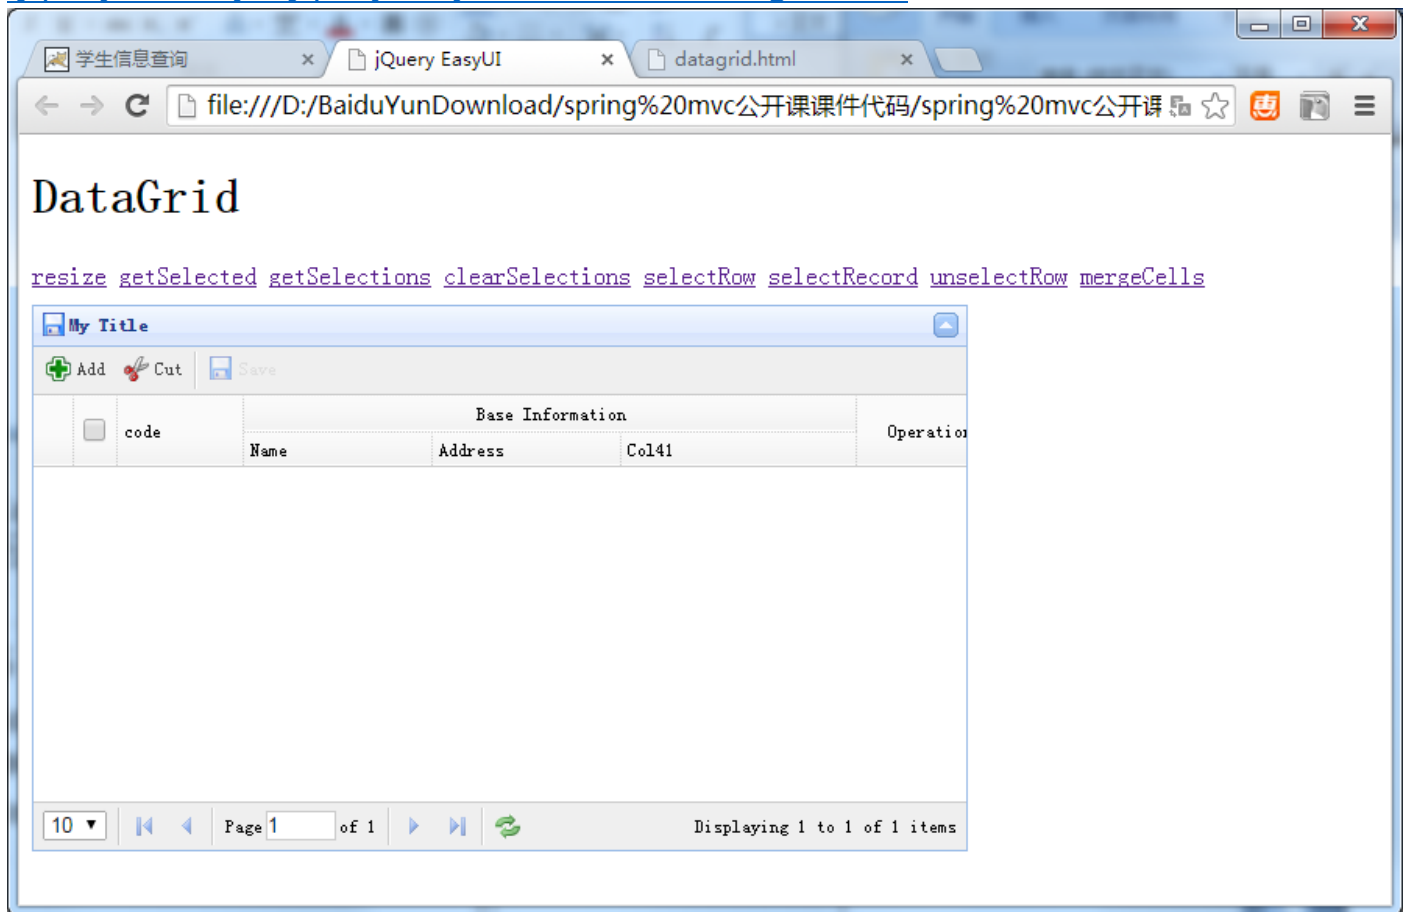 学生信息查询 jQuery EasyUI datagrid.html
file:///D:/BaiduYunDownload/spring%20mvc公开课课件代码/spring%20mvc公开课
DataGrid
resize getSelected getSelections clearSelections selectRow selectRecord unselectRow mergeCells
My Title
Add Cut Save
Base Information
code Operation
Name Address Col41
10 Page 1 of 1 Displaying 1 to 1 of 1 items